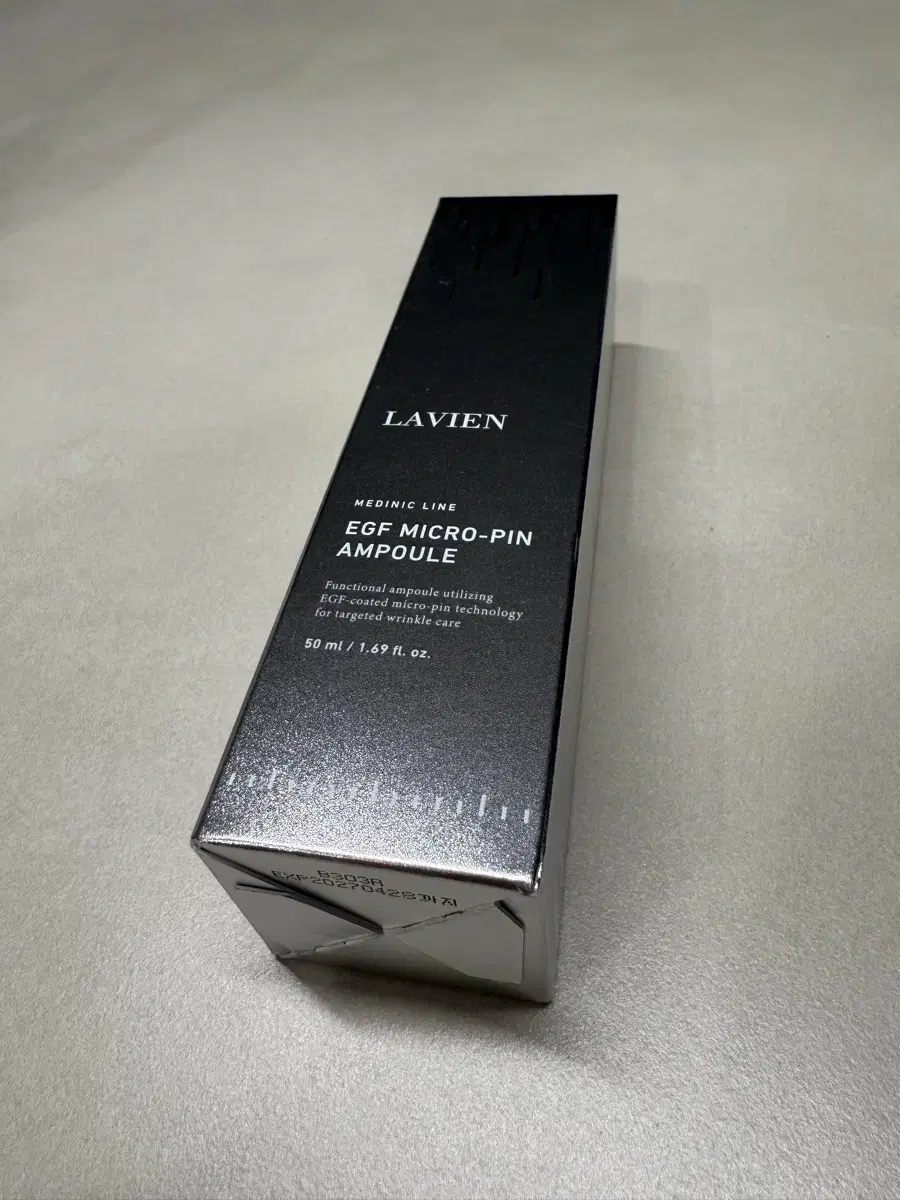 LAVIEN
MEDINIC LINE
EGF MICRO-PIN
AMPOULE
Functional ampoule utilizing
EGF-coated micro-pin technology
for targeted wrinkle care
50 ml / 1.69 fl. oz.
B303A
EXP20270428까지